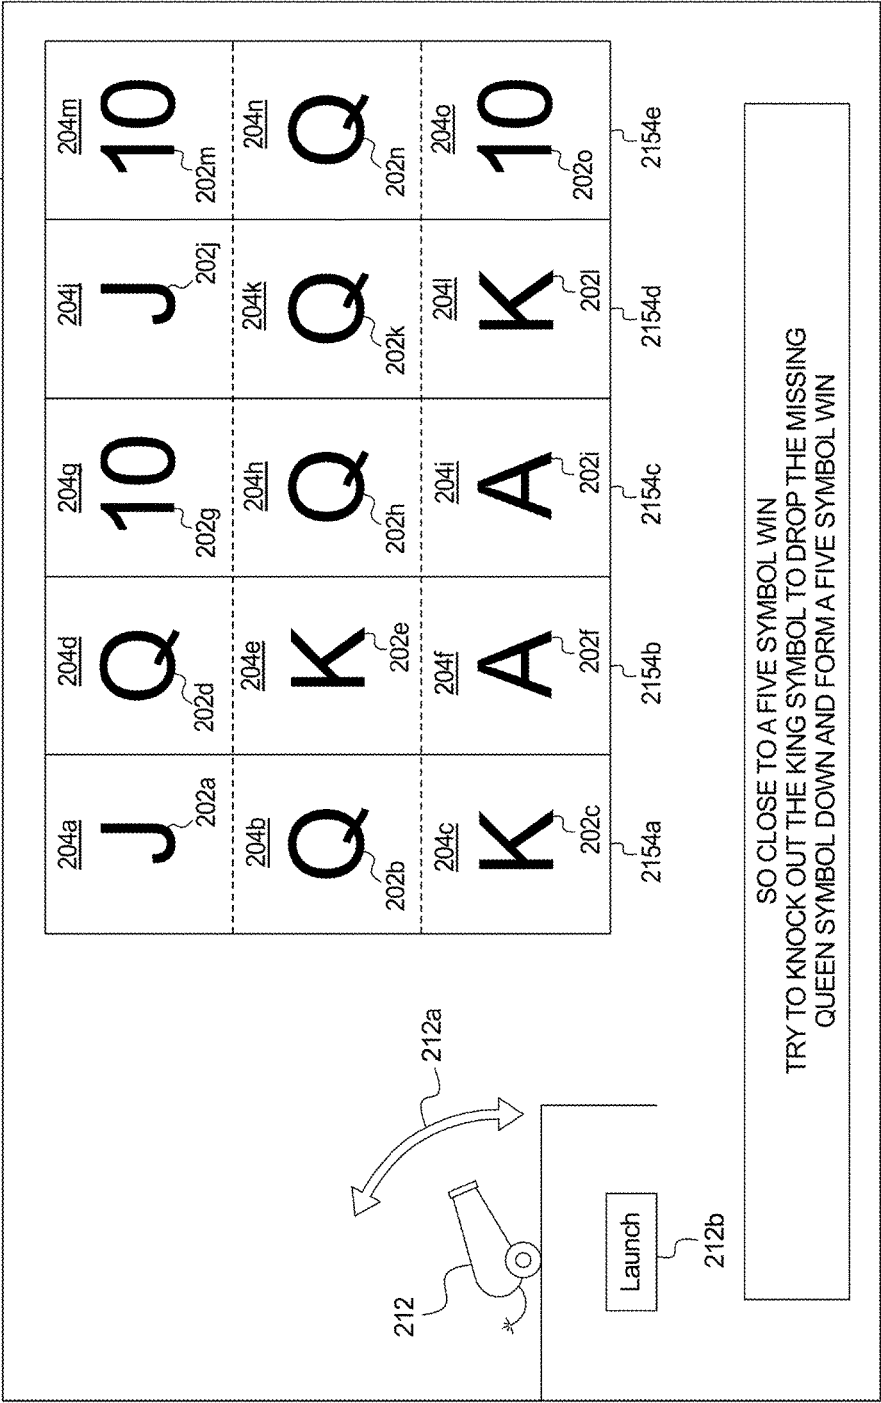 204a 204d 204g 204j 204m
J Q 10 J 10
202a 202d 202g 202j 202m
204b 204e 204h 204k 204n
Q K Q Q Q
202b 202e 202h 202k 202n
212a
212
204c 204f 204i 204l 204o
K A A K 10
202c 202f 202i 202l 202o
Launch
2154a 2154b 2154c 2154d 2154e
212b
SO CLOSE TO A FIVE SYMBOL WIN
TRY TO KNOCK OUT THE KING SYMBOL TO DROP THE MISSING
QUEEN SYMBOL DOWN AND FORM A FIVE SYMBOL WIN